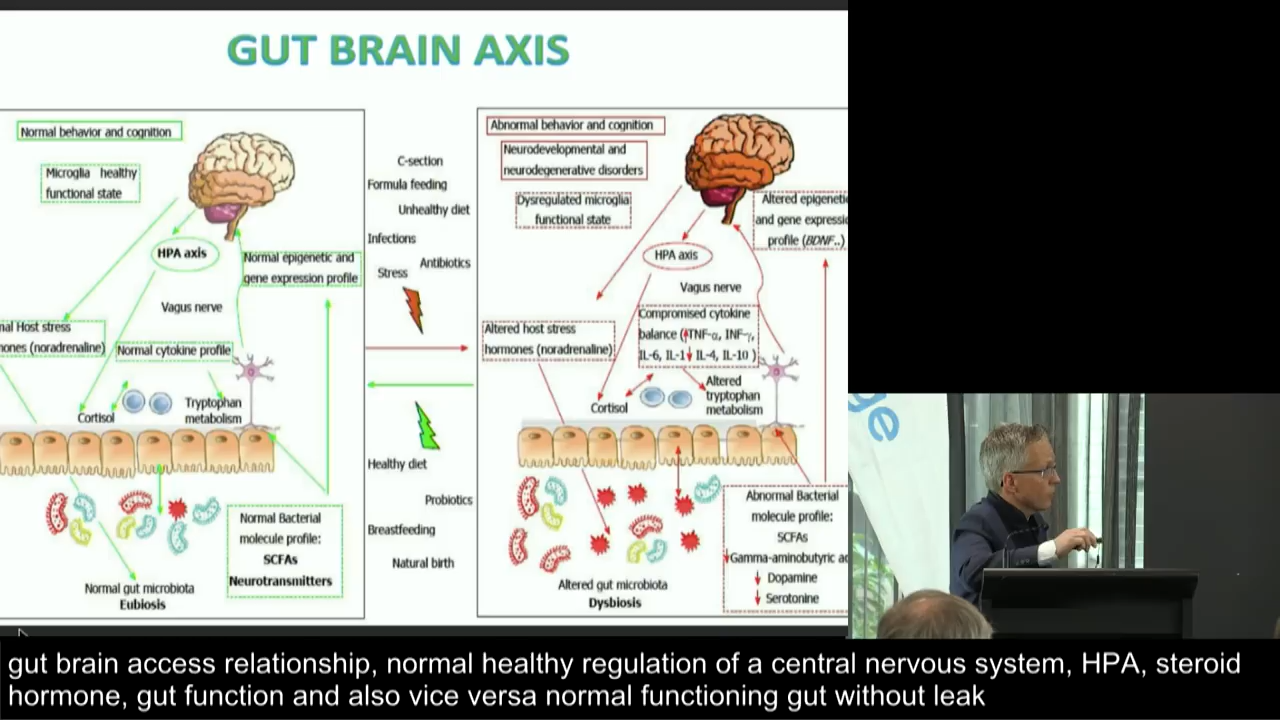 GUT BRAIN AXIS
Normal behavior and cognition
Microglia healthy
functional state
HPA axis
Normal epigenetic and
gene expression profile
Vagus nerve
nal Host stress
ones (noradrenaline)
Normal cytokine profile
Cortisol
Tryptophan
metabolism
Normal Bacterial
molecule profile:
SCFAs
Neurotransmitters
Normal gut microbiota
Eubiosis
C-section
Formula feeding
Unhealthy diet
Infections
Antibiotics
Stress
Healthy diet
Probiotics
Breastfeeding
Natural birth
Abnormal behavior and cognition
Neurodevelopmental and
neurodegenerative disorders
Dysregulated microglia
functional state
Altered epigeneti
and gene expressio
profile (BDNF..)
HPA axis
Vagus nerve
Compromised cytokine
balance (TNF-α, INF-γ,
IL-6, IL-1 IL-4, IL-10 )
Altered host stress
hormones (noradrenaline)
Altered
tryptophan
metabolism
Cortisol
Abnormal Bacterial
molecule profile:
SCFAs
Gamma-aminobutyric ac
Dopamine
Serotonine
Altered gut microbiota
Dysbiosis
ge
gut brain access relationship, normal healthy regulation of a central nervous system, HPA, steroid
hormone, gut function and also vice versa normal functioning gut without leak